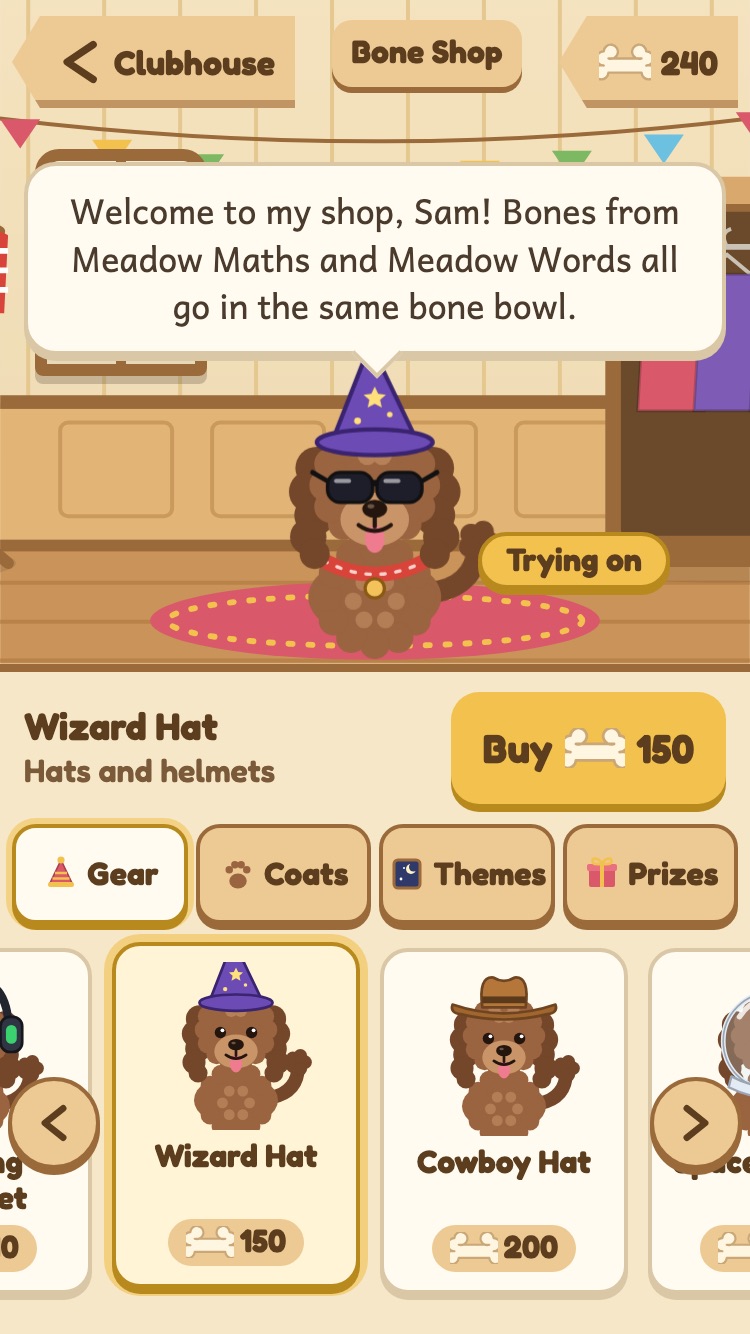 Clubhouse
Bone Shop
240
Welcome to my shop, Sam! Bones from
Meadow Maths and Meadow Words all
go in the same bone bowl.
Trying on
Wizard Hat
Hats and helmets
Buy 150
Gear
Coats
Themes
Prizes
Wizard Hat
150
Cowboy Hat
200